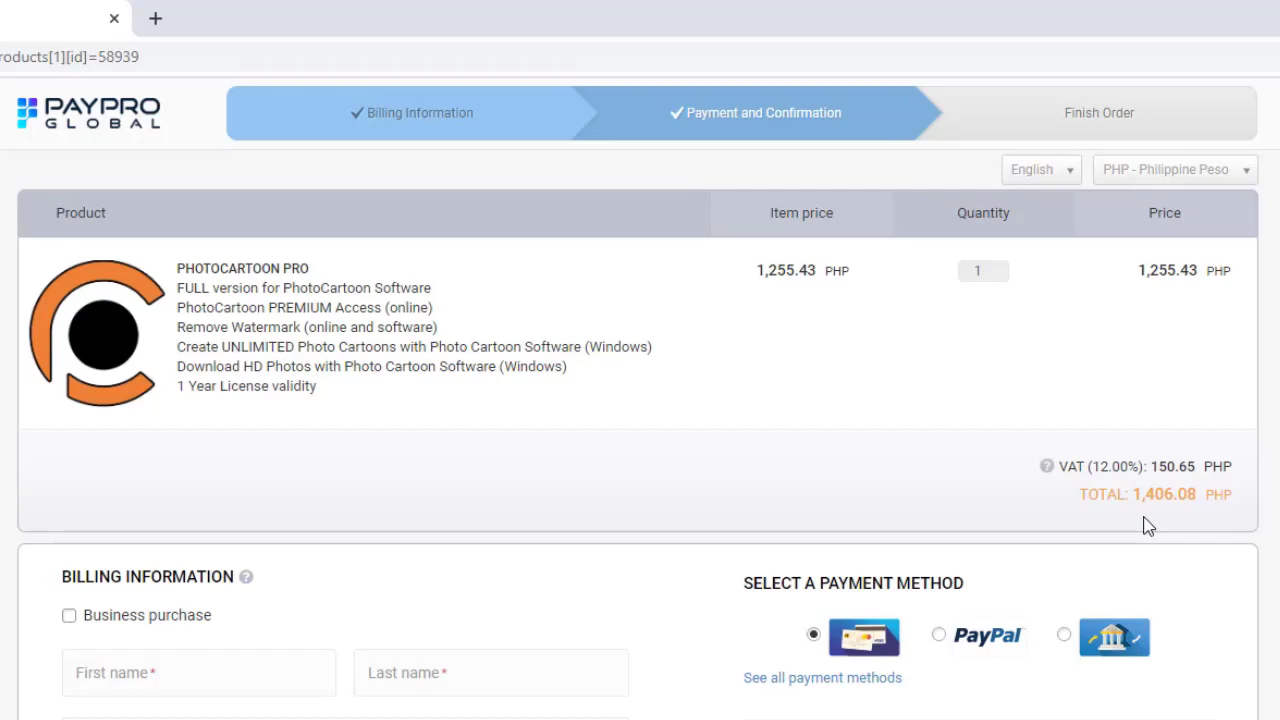 roducts[1][id]=58939
PAYPRO
GLOBAL
Billing Information
Payment and Confirmation
Finish Order
English
PHP - Philippine Peso
Product
Item price
Quantity
Price
PHOTOCARTOON PRO
1,255.43 PHP
1
1,255.43 PHP
FULL version for PhotoCartoon Software
PhotoCartoon PREMIUM Access (online)
Remove Watermark (online and software)
Create UNLIMITED Photo Cartoons with Photo Cartoon Software (Windows)
Download HD Photos with Photo Cartoon Software (Windows)
1 Year License validity
? VAT (12.00%): 150.65 PHP
TOTAL: 1,406.08 PHP
BILLING INFORMATION ?
Business purchase
First name*
Last name*
SELECT A PAYMENT METHOD
PayPal
See all payment methods